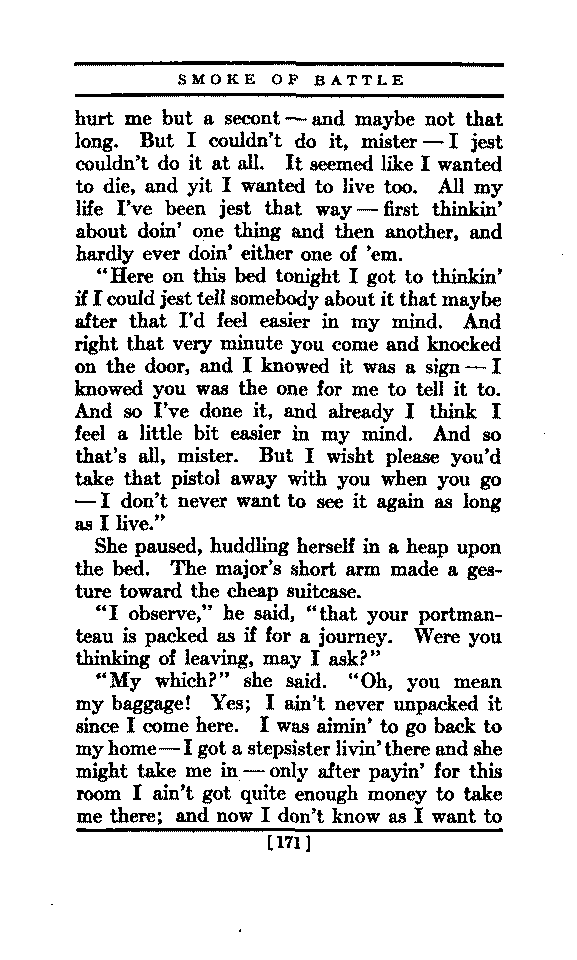 SMOKE OF BATTLE
hurt me but a secont — and maybe not that
long. But I couldn't do it, mister — I jest
couldn't do it at all. It seemed like I wanted
to die, and yit I wanted to live too. All my
life I've been jest that way — first thinkin'
about doin' one thing and then another, and
hardly ever doin' either one of 'em.
"Here on this bed tonight I got to thinkin'
if I could jest tell somebody about it that maybe
after that I'd feel easier in my mind. And
right that very minute you come and knocked
on the door, and I knowed it was a sign — I
knowed you was the one for me to tell it to.
And so I've done it, and already I think I
feel a little bit easier in my mind. And so
that's all, mister. But I wisht please you'd
take that pistol away with you when you go
— I don't never want to see it again as long
as I live."
She paused, huddling herself in a heap upon
the bed. The major's short arm made a ges-
ture toward the cheap suitcase.
"I observe," he said, "that your portman-
teau is packed as if for a journey. Were you
thinking of leaving, may I ask?"
"My which?" she said. "Oh, you mean
my baggage! Yes; I ain't never unpacked it
since I come here. I was aimin' to go back to
my home — I got a stepsister livin' there and she
might take me in — only after payin' for this
room I ain't got quite enough money to take
me there; and now I don't know as I want to
[171]